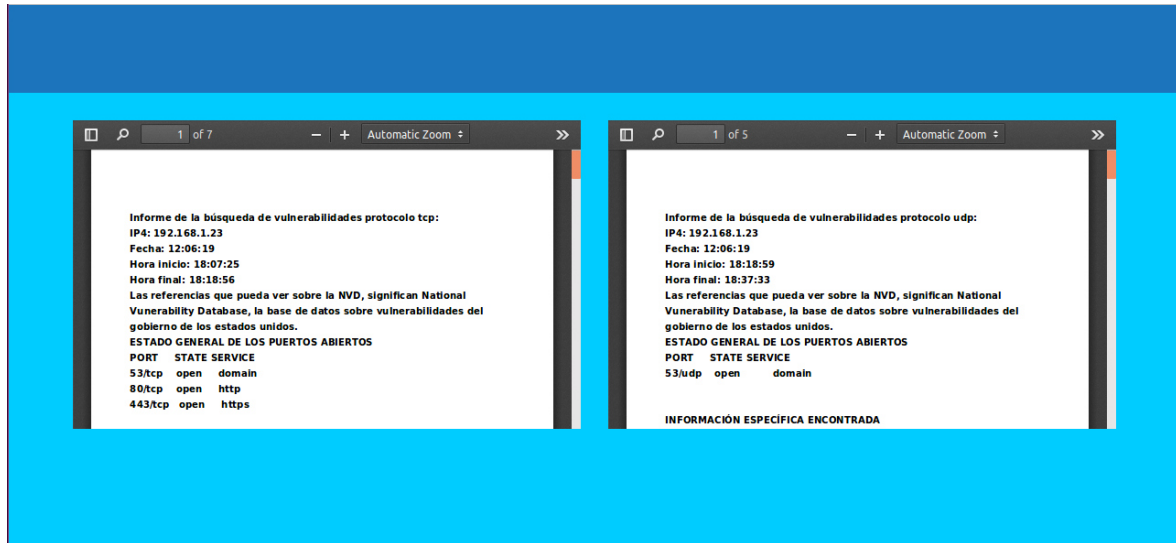 1 of 7
Automatic Zoom
Informe de la búsqueda de vulnerabilidades protocolo tcp:
IP4: 192.168.1.23
Fecha: 12:06:19
Hora inicio: 18:07:25
Hora final: 18:18:56
Las referencias que pueda ver sobre la NVD, significan National
Vunerability Database, la base de datos sobre vulnerabilidades del
gobierno de los estados unidos.
ESTADO GENERAL DE LOS PUERTOS ABIERTOS
PORT STATE SERVICE
53/tcp open domain
80/tcp open http
443/tcp open https
1 of 5
Automatic Zoom
Informe de la búsqueda de vulnerabilidades protocolo udp:
IP4: 192.168.1.23
Fecha: 12:06:19
Hora inicio: 18:18:59
Hora final: 18:37:33
Las referencias que pueda ver sobre la NVD, significan National
Vunerability Database, la base de datos sobre vulnerabilidades del
gobierno de los estados unidos.
ESTADO GENERAL DE LOS PUERTOS ABIERTOS
PORT STATE SERVICE
53/udp open domain
INFORMACIÓN ESPECÍFICA ENCONTRADA